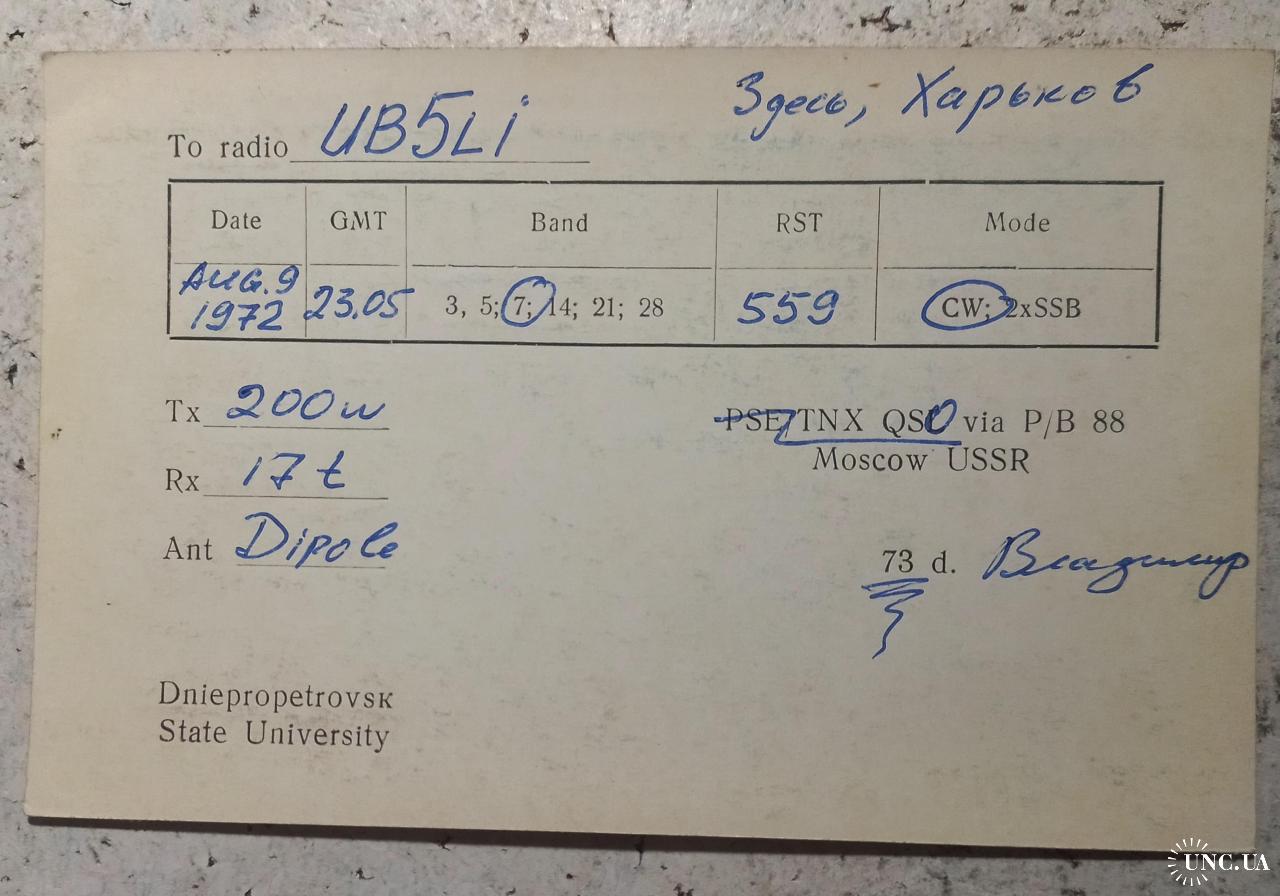 Здесь, Харьков
To radio UB5Li
Date GMT Band RST Mode
AUG. 9
1972 23.05 3, 5; 7; 14; 21; 28 559 CW; 2xSSB
Tx 200w
PSE/TNX QSO via P/B 88
Moscow USSR
Rx 17 t
Ant Dipole
73 d. Владимир
Dniepropetrovsk
State University
UNC.UA